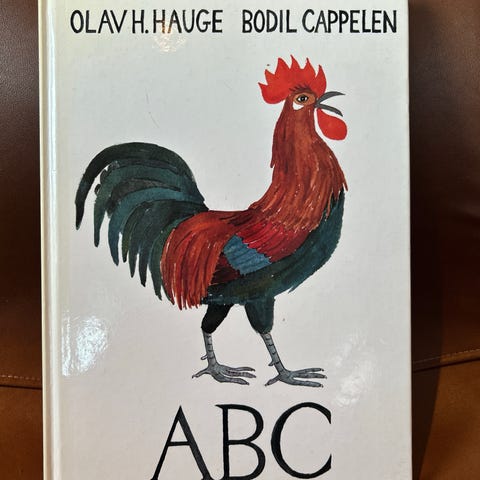 OLAV H. HAUGE BODIL CAPPELEN
ABC